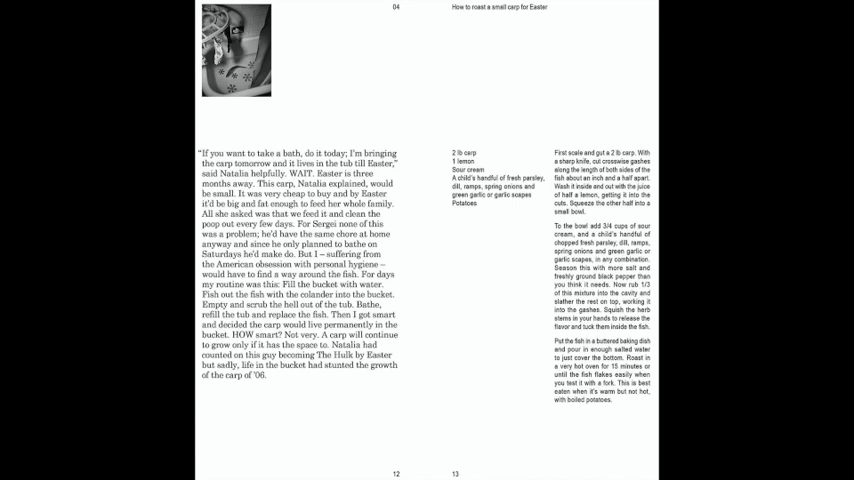 04
How to roast a small carp for Easter
“If you want to take a bath, do it today; I’m bringing
the carp tomorrow and it lives in the tub till Easter,”
said Natalia helpfully. WAIT. Easter is three
months away. This carp, Natalia explained, would
be small. It was very cheap to buy and by Easter
it’d be big and fat enough to feed her whole family.
All she asked was that we feed it and clean the
poop out every few days. For Sergei none of this
was a problem; he’d have the same chore at home
anyway and since he only planned to bathe on
Saturdays he’d make do. But I – suffering from
the American obsession with personal hygiene –
would have to find a way around the fish. For days
my routine was this: Fill the bucket with water.
Fish out the fish with the colander into the bucket.
Empty and scrub the hell out of the tub. Bathe,
refill the tub and replace the fish. Then I got smart
and decided the carp would live permanently in the
bucket. HOW smart? Not very. A carp will continue
to grow only if it has the space to. Natalia had
counted on this guy becoming The Hulk by Easter
but sadly, life in the bucket had stunted the growth
of the carp of ’06.
2 lb carp
1 lemon
Sour cream
A child’s handful of fresh parsley,
dill, ramps, spring onions and
green garlic or garlic scapes
Potatoes
First scale and gut a 2 lb carp. With
a sharp knife, cut crosswise gashes
along the length of both sides of the
fish about an inch and a half apart.
Wash it inside and out with the juice
of half a lemon, getting it into the
cuts. Squeeze the other half into a
small bowl.
To the bowl add 3/4 cups of sour
cream, and a child’s handful of
chopped fresh parsley, dill, ramps,
spring onions and green garlic or
garlic scapes, in any combination.
Season this with more salt and
freshly ground black pepper than
you think it needs. Now rub 1/3
of this mixture into the cavity and
slather the rest on top, working it
into the gashes. Squish the herb
stems in your hands to release the
flavor and tuck them inside the fish.
Put the fish in a buttered baking dish
and pour in enough salted water
to just cover the bottom. Roast in
a very hot oven for 15 minutes or
until the fish flakes easily when
you test it with a fork. This is best
eaten when it’s warm but not hot,
with boiled potatoes.
12
13